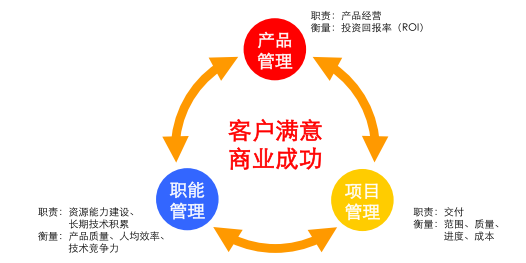 职责：产品经营
衡量：投资回报率（ROI）
产品
管理
客户满意
商业成功
职能
管理
项目
管理
职责：资源能力建设、
长期技术积累
衡量：产品质量、人均效率、
技术竞争力
职责：交付
衡量：范围、质量、
进度、成本